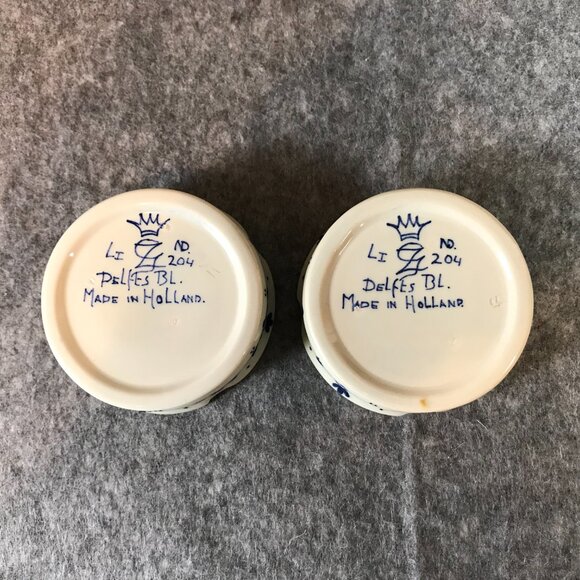 LI No.
204
DELFES BL.
MADE IN HOLLAND.
LI No.
204
DELFES BL.
MADE IN HOLLAND.